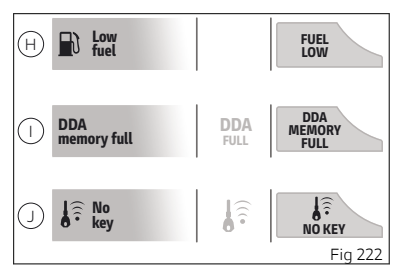 H
Low
fuel
FUEL
LOW
I
DDA
memory full
DDA
FULL
DDA
MEMORY
FULL
J
No
key
NO KEY
Fig 222